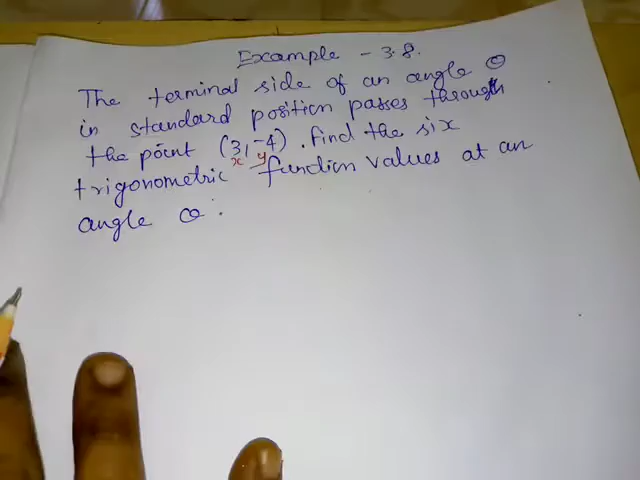 Example - 3.8.
The terminal side of an angle θ
in standard position passes through
the point (3, -4). find the six
x y
trigonometric function values at an
angle θ.